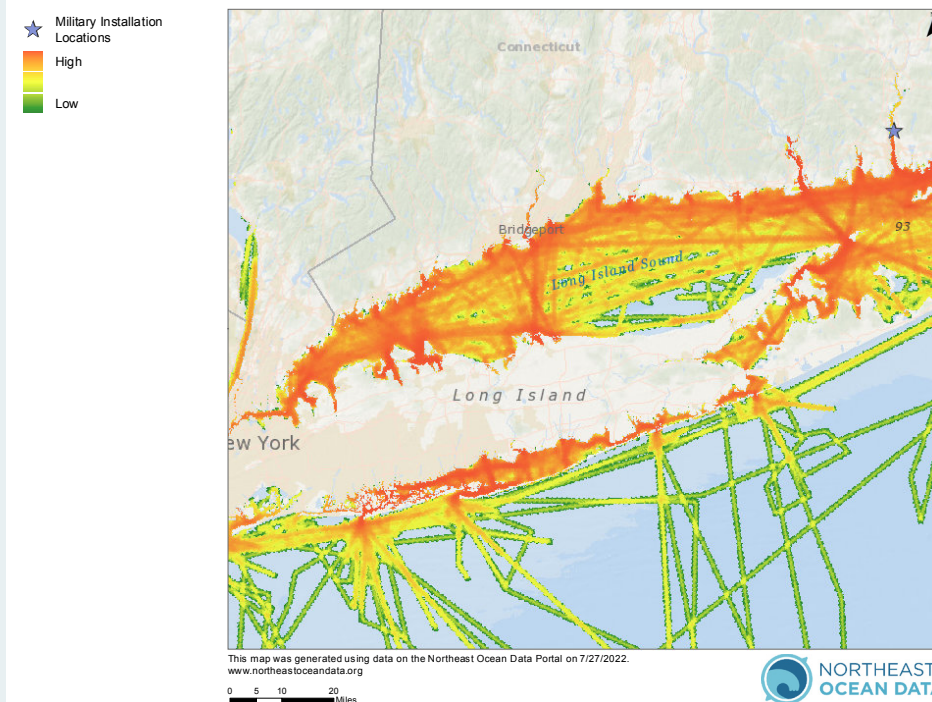 Military Installation
Locations
High
Low
Connecticut
Bridgeport
93
Long Island Sound
Long Island
ew York
This map was generated using data on the Northeast Ocean Data Portal on 7/27/2022.
www.northeastoceandata.org
0 5 10 20
Miles
NORTHEAST
OCEAN DATA